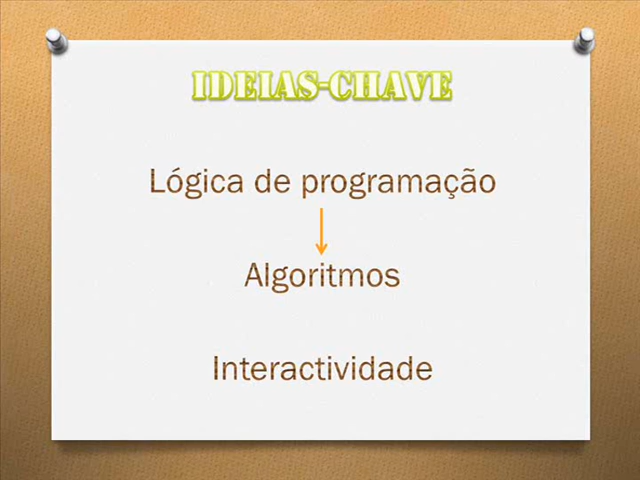 IDEIAS-CHAVE
Lógica de programação
Algoritmos
Interactividade